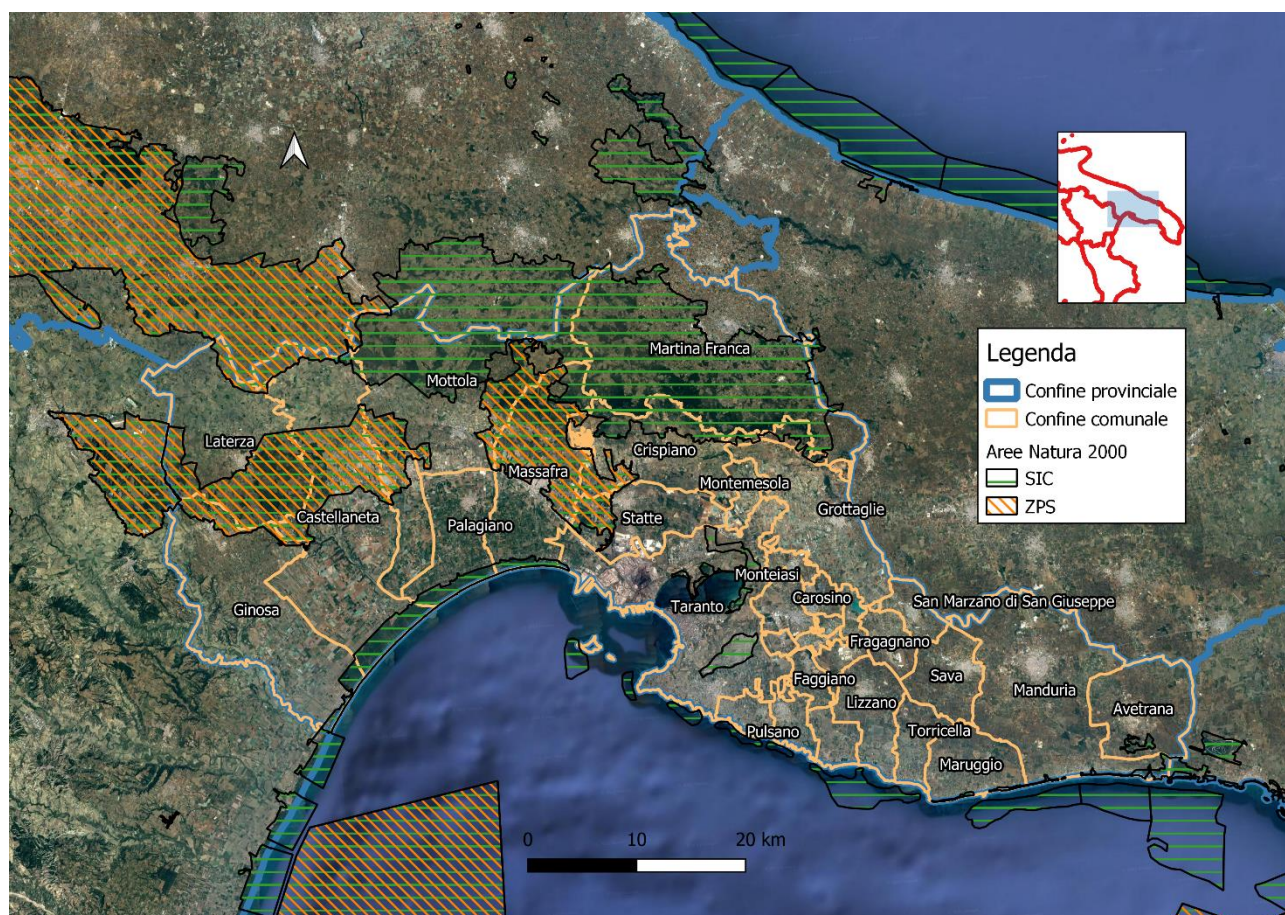 Martina Franca
Mottola
Laterza
Crispiano
Massafra
Montemesola
Grottaglie
Castellaneta
Palagiano
Statte
Monteiasi
Taranto
Carosino
San Marzano di San Giuseppe
Ginosa
Fragagnano
Faggiano
Sava
Manduria
Lizzano
Avetrana
Pulsano
Torricella
Maruggio
Legenda
Confine provinciale
Confine comunale
Aree Natura 2000
SIC
ZPS
0 10 20 km